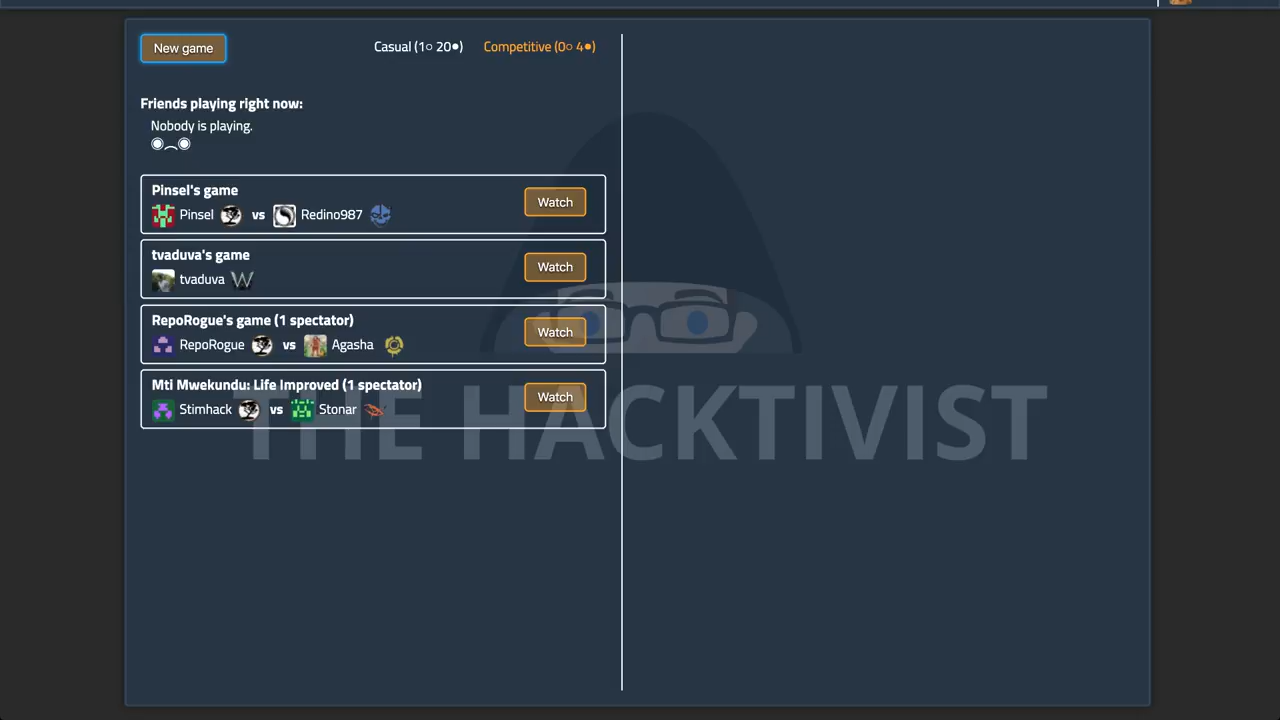 New game
Casual (1○ 20●)
Competitive (0○ 4●)
Friends playing right now:
Nobody is playing.
◉︵◉
Pinsel's game
Pinsel vs Redino987
Watch
tvaduva's game
tvaduva W
Watch
RepoRogue's game (1 spectator)
RepoRogue vs Agasha
Watch
Mti Mwekundu: Life Improved (1 spectator)
Stimhack vs Stonar
Watch
THE HACKTIVIST